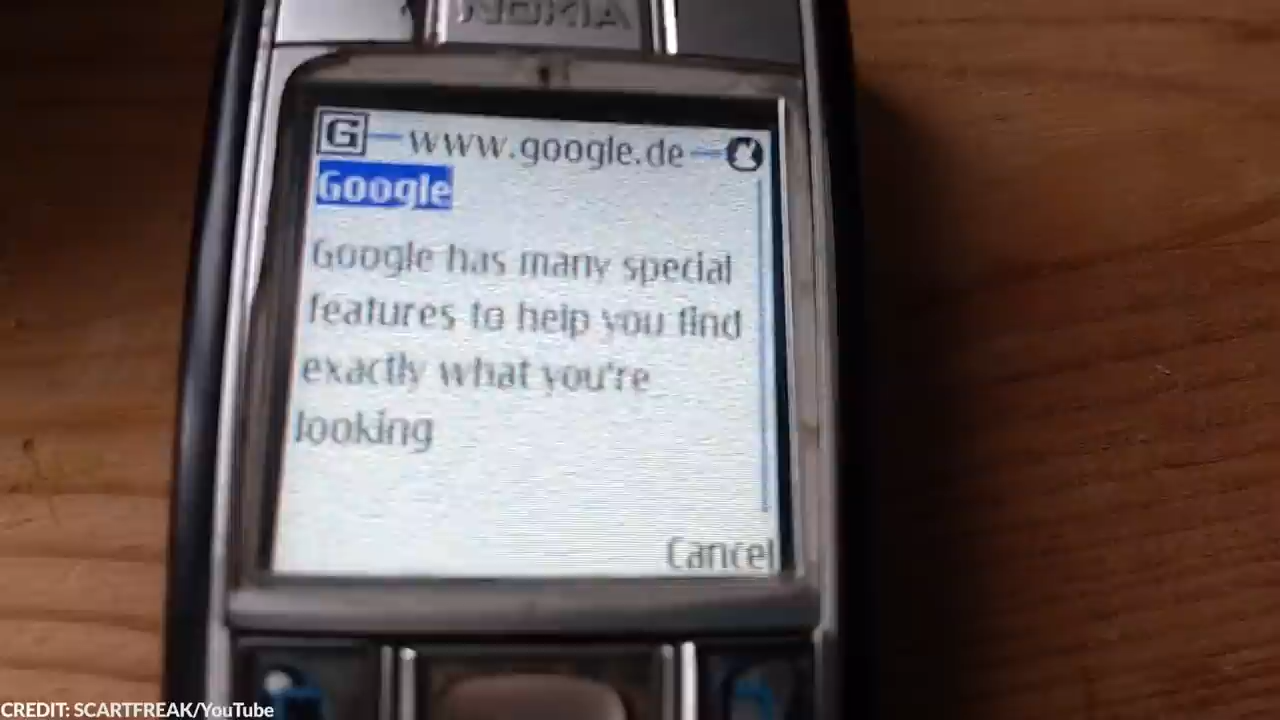 NOKIA
G www.google.de
Google
Google has many special
features to help you find
exactly what you're
looking
Cancel
CREDIT: SCARTFREAK/YouTube